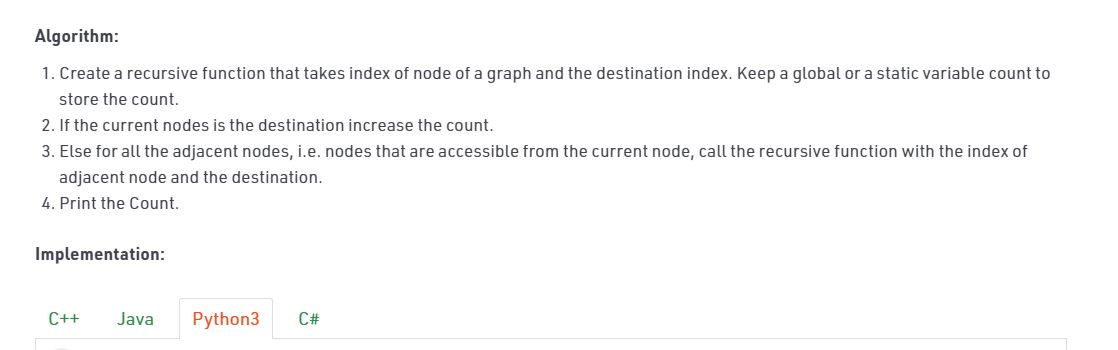 Algorithm:
1. Create a recursive function that takes index of node of a graph and the destination index. Keep a global or a static variable count to
store the count.
2. If the current nodes is the destination increase the count.
3. Else for all the adjacent nodes, i.e. nodes that are accessible from the current node, call the recursive function with the index of
adjacent node and the destination.
4. Print the Count.
Implementation:
C++ Java Python3 C#